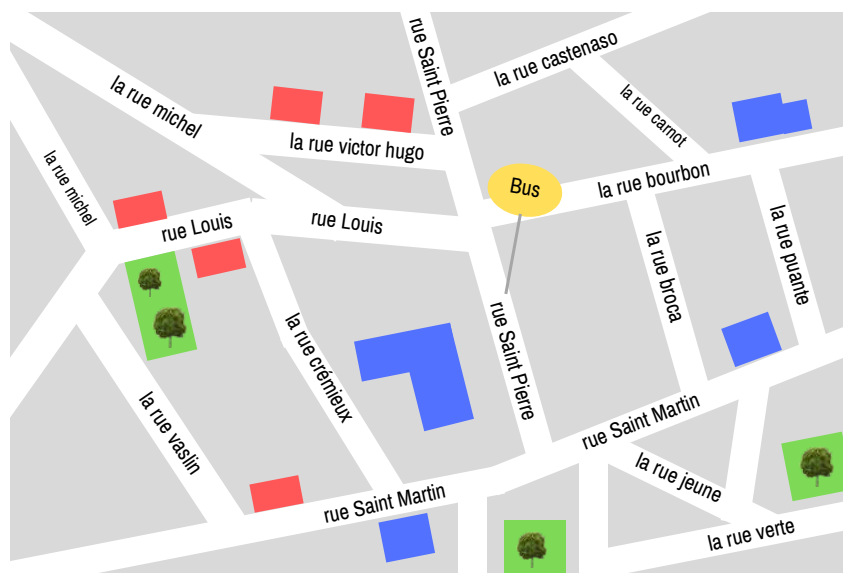 rue Saint Pierre
la rue castenaso
la rue michel
la rue carnot
la rue victor hugo
la rue michel
Bus
la rue bourbon
rue Louis
rue Louis
la rue puante
la rue broca
rue Saint Pierre
la rue crémieux
la rue vaslin
rue Saint Martin
la rue jeune
rue Saint Martin
la rue verte